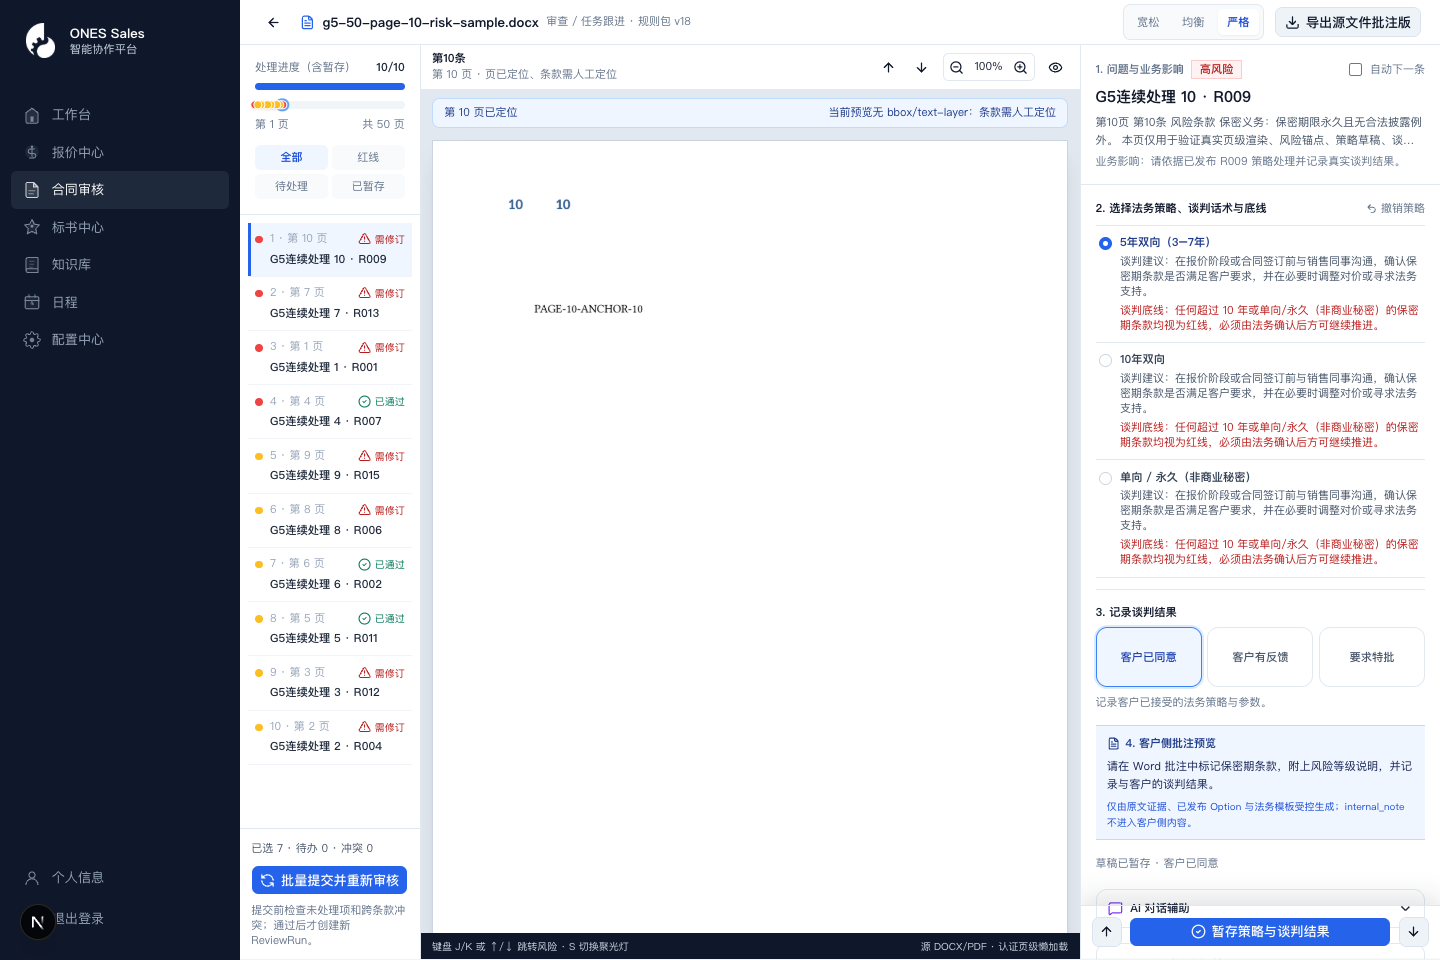 ONES Sales
智能协作平台
工作台
报价中心
合同审核
标书中心
知识库
日程
配置中心
个人信息
N
退出登录
g5-50-page-10-risk-sample.docx 审查 / 任务跟进 · 规则包 v18
宽松 均衡 严格 导出源文件批注版
处理进度（含暂存） 10/10
第 1 页 共 50 页
全部 红线
待处理 已暂存
1 · 第 10 页 需修订
G5连续处理 10 · R009
2 · 第 7 页 需修订
G5连续处理 7 · R013
3 · 第 1 页 需修订
G5连续处理 1 · R001
4 · 第 4 页 已通过
G5连续处理 4 · R007
5 · 第 9 页 需修订
G5连续处理 9 · R015
6 · 第 8 页 需修订
G5连续处理 8 · R006
7 · 第 6 页 已通过
G5连续处理 6 · R002
8 · 第 5 页 已通过
G5连续处理 5 · R011
9 · 第 3 页 需修订
G5连续处理 3 · R012
10 · 第 2 页 需修订
G5连续处理 2 · R004
已选 7 · 待办 0 · 冲突 0
批量提交并重新审核
提交前检查未处理项和跨条款冲
突；通过后才创建新
ReviewRun。
第10条
第 10 页 · 页已定位、条款需人工定位
100%
第 10 页已定位 当前预览无 bbox/text-layer：条款需人工定位
10 10
PAGE-10-ANCHOR-10
键盘 J/K 或 ↑/↓ 跳转风险 · S 切换聚光灯 源 DOCX/PDF · 认证页级懒加载
1. 问题与业务影响 高风险 自动下一条
G5连续处理 10 · R009
第10页 第10条 风险条款 保密义务：保密期限永久且无合法披露例
外。 本页仅用于验证真实页级渲染、风险锚点、策略草稿、谈…
业务影响：请依据已发布 R009 策略处理并记录真实谈判结果。
2. 选择法务策略、谈判话术与底线 撤销策略
5年双向（3–7年）
谈判建议：在报价阶段或合同签订前与销售同事沟通，确认保
密期条款是否满足客户要求，并在必要时调整对价或寻求法务
支持。
谈判底线：任何超过 10 年或单向/永久（非商业秘密）的保密
期条款均视为红线，必须由法务确认后方可继续推进。
10年双向
谈判建议：在报价阶段或合同签订前与销售同事沟通，确认保
密期条款是否满足客户要求，并在必要时调整对价或寻求法务
支持。
谈判底线：任何超过 10 年或单向/永久（非商业秘密）的保密
期条款均视为红线，必须由法务确认后方可继续推进。
单向 / 永久（非商业秘密）
谈判建议：在报价阶段或合同签订前与销售同事沟通，确认保
密期条款是否满足客户要求，并在必要时调整对价或寻求法务
支持。
谈判底线：任何超过 10 年或单向/永久（非商业秘密）的保密
期条款均视为红线，必须由法务确认后方可继续推进。
3. 记录谈判结果
客户已同意 客户有反馈 要求特批
记录客户已接受的法务策略与参数。
4. 客户侧批注预览
请在 Word 批注中标记保密期条款，附上风险等级说明，并记
录与客户的谈判结果。
仅由原文证据、已发布 Option 与法务模板受控生成；internal_note
不进入客户侧内容。
草稿已暂存 · 客户已同意
AI 对话辅助
暂存策略与谈判结果